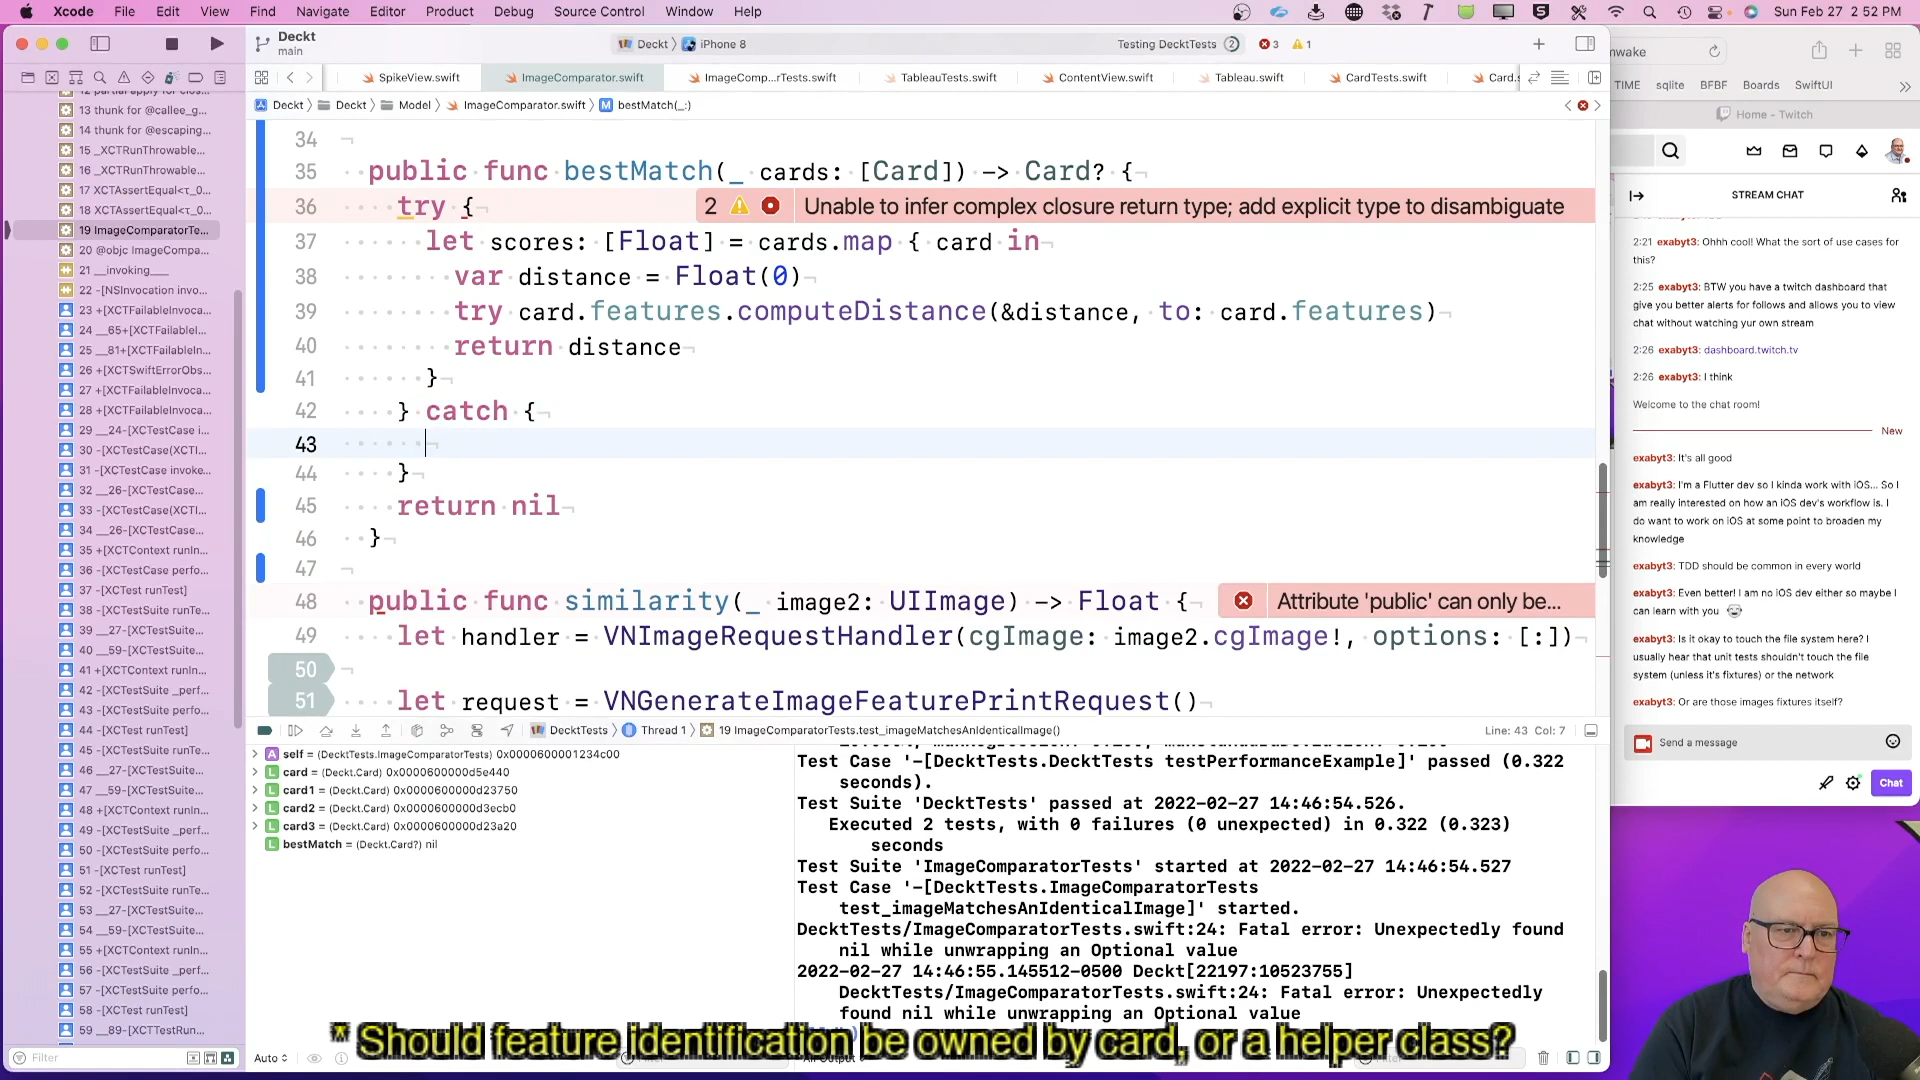 Xcode File Edit View Find Navigate Editor Product Debug Source Control Window Help
Sun Feb 27 2:52 PM
Deckt
main
Deckt iPhone 8
Testing DecktTests 2 3 1
SpikeView.swift ImageComparator.swift ImageComp...rTests.swift TableauTests.swift ContentView.swift Tableau.swift CardTests.swift Card.s
Deckt Deckt Model ImageComparator.swift M bestMatch(_:)
13 thunk for @callee_g...
14 thunk for @escaping...
15 _XCTRunThrowable...
16 _XCTRunThrowable...
17 XCTAssertEqual<τ_0...
18 XCTAssertEqual<τ_0...
19 ImageComparatorTe...
20 @objc ImageCompa...
21 __invoking___
22 -[NSInvocation invo...
23 +[XCTFailableInvoca...
24 __65+[XCTFailableI...
25 __81+[XCTFailableIn...
26 +[XCTSwiftErrorObs...
27 +[XCTFailableInvoca...
28 +[XCTFailableInvoca...
29 __24-[XCTestCase i...
30 -[XCTestCase(XCTI...
31 -[XCTestCase invoke...
32 __26-[XCTestCase...
33 -[XCTestCase(XCTI...
34 __26-[XCTestCase...
35 +[XCTContext runIn...
36 -[XCTestCase perfo...
37 -[XCTest runTest]
38 -[XCTestSuite runTe...
39 __27-[XCTestSuite...
40 __59-[XCTestSuite...
41 +[XCTContext runIn...
42 -[XCTestSuite _perf...
43 -[XCTestSuite perfo...
44 -[XCTest runTest]
45 -[XCTestSuite runTe...
46 __27-[XCTestSuite...
47 __59-[XCTestSuite...
48 +[XCTContext runIn...
49 -[XCTestSuite _perf...
50 -[XCTestSuite perfo...
51 -[XCTest runTest]
52 -[XCTestSuite runTe...
53 __27-[XCTestSuite...
54 __59-[XCTestSuite...
55 +[XCTContext runIn...
56 -[XCTestSuite _perf...
57 -[XCTestSuite perfo...
58 -[XCTest runTest]
59 __89-[XCTTestRun...
Filter
34
35 public func bestMatch(_ cards: [Card]) -> Card? {
36 try { 2 Unable to infer complex closure return type; add explicit type to disambiguate
37 let scores: [Float] = cards.map { card in
38 var distance = Float(0)
39 try card.features.computeDistance(&distance, to: card.features)
40 return distance
41 }
42 } catch {
43
44 }
45 return nil
46 }
47
48 public func similarity(_ image2: UIImage) -> Float { Attribute 'public' can only be...
49 let handler = VNImageRequestHandler(cgImage: image2.cgImage!, options: [:])
50
51 let request = VNGenerateImageFeaturePrintRequest()
DecktTests Thread 1 19 ImageComparatorTests.test_imageMatchesAnIdenticalImage()
Line: 43 Col: 7
A self = (DecktTests.ImageComparatorTests) 0x0000600001234c00
L card = (Deckt.Card) 0x0000600000d5e440
L card1 = (Deckt.Card) 0x0000600000d23750
L card2 = (Deckt.Card) 0x0000600000d3ecb0
L card3 = (Deckt.Card) 0x0000600000d23a20
L bestMatch = (Deckt.Card?) nil
Auto
Test Case '-[DecktTests.DecktTests testPerformanceExample]' passed (0.322
seconds).
Test Suite 'DecktTests' passed at 2022-02-27 14:46:54.526.
Executed 2 tests, with 0 failures (0 unexpected) in 0.322 (0.323)
seconds
Test Suite 'ImageComparatorTests' started at 2022-02-27 14:46:54.527
Test Case '-[DecktTests.ImageComparatorTests
test_imageMatchesAnIdenticalImage]' started.
DecktTests/ImageComparatorTests.swift:24: Fatal error: Unexpectedly found
nil while unwrapping an Optional value
2022-02-27 14:46:55.145512-0500 Deckt[22197:10523755]
DecktTests/ImageComparatorTests.swift:24: Fatal error: Unexpectedly
found nil while unwrapping an Optional value
* Should feature identification be owned by card, or a helper class?
TIME sqlite BFBF Boards SwiftUI
Home - Twitch
STREAM CHAT
2:21 exabyt3: Ohhh cool! What the sort of use cases for
this?
2:25 exabyt3: BTW you have a twitch dashboard that
give you better alerts for follows and allows you to view
chat without watching yur own stream
2:26 exabyt3: dashboard.twitch.tv
2:26 exabyt3: I think
Welcome to the chat room!
New
exabyt3: It's all good
exabyt3: I'm a Flutter dev so I kinda work with iOS... So I
am really interested on how an iOS dev's workflow is. I
do want to work on iOS at some point to broaden my
knowledge
exabyt3: TDD should be common in every world
exabyt3: Even better! I am no iOS dev either so maybe I
can learn with you
exabyt3: Is it okay to touch the file system here? I
usually hear that unit tests shouldn't touch the file
system (unless it's fixtures) or the network
exabyt3: Or are those images fixtures itself?
Send a message
Chat